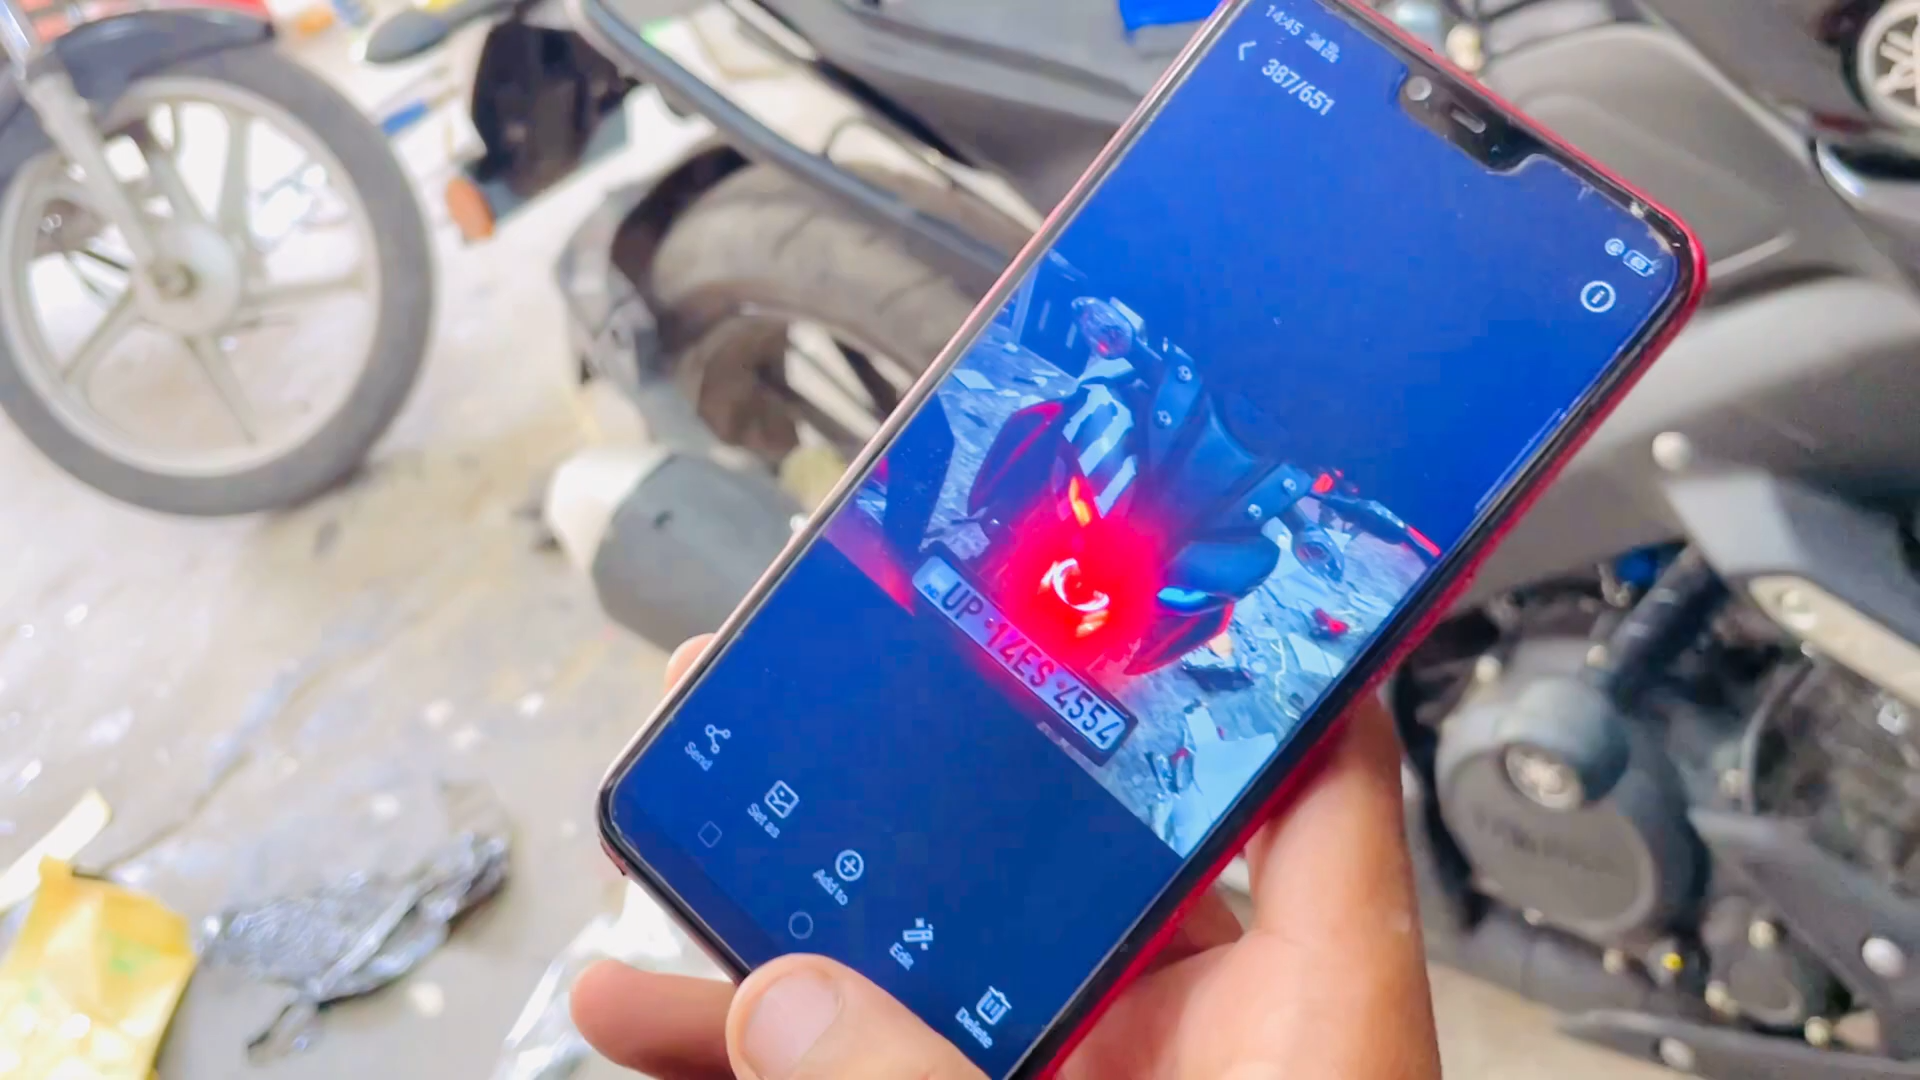 14:45
387/651
UP 14ES 4554
Send
Set as
Add to
Edit
Delete